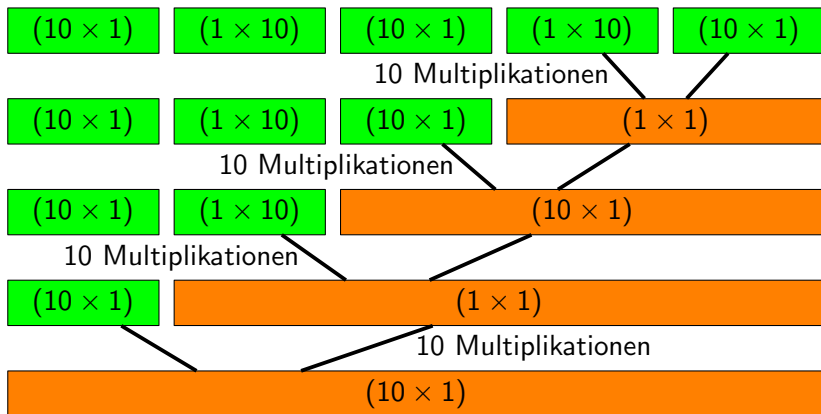 (10 × 1) (1 × 10) (10 × 1) (1 × 10) (10 × 1)
10 Multiplikationen
(10 × 1) (1 × 10) (10 × 1) (1 × 1)
10 Multiplikationen
(10 × 1) (1 × 10) (10 × 1)
10 Multiplikationen
(10 × 1) (1 × 1)
10 Multiplikationen
(10 × 1)